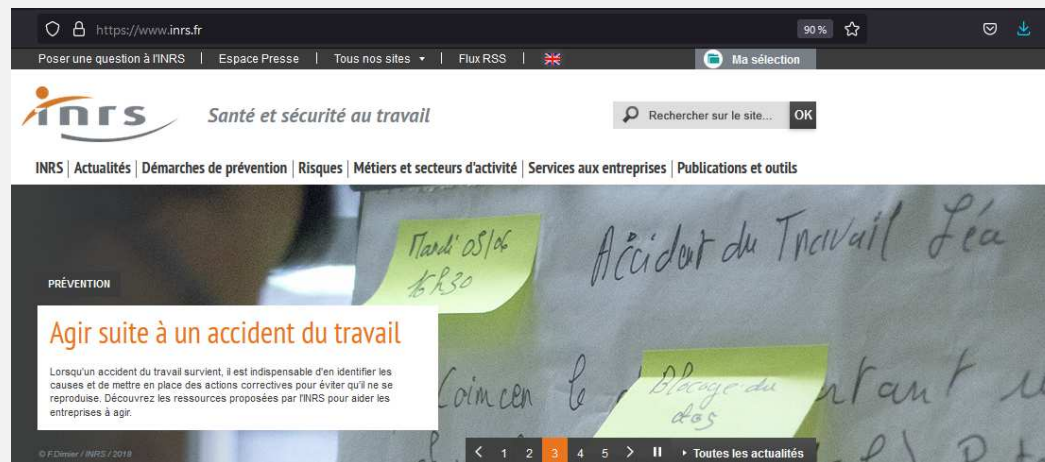 https://www.inrs.fr
90 %
Poser une question à l'INRS | Espace Presse | Tous nos sites | Flux RSS |
Ma sélection
inrs
Santé et sécurité au travail
Rechercher sur le site...
OK
INRS | Actualités | Démarches de prévention | Risques | Métiers et secteurs d'activité | Services aux entreprises | Publications et outils
Mardi 05/06
16h30
Accident du Travail Léa
PRÉVENTION
Agir suite à un accident du travail
Lorsqu'un accident du travail survient, il est indispensable d'en identifier les
causes et de mettre en place des actions correctives pour éviter qu'il ne se
reproduise. Découvrez les ressources proposées par l'INRS pour aider les
entreprises à agir.
le
Blocage du
dos
© F.Dimier / INRS / 2018
< 1 2 3 4 5 > Toutes les actualités